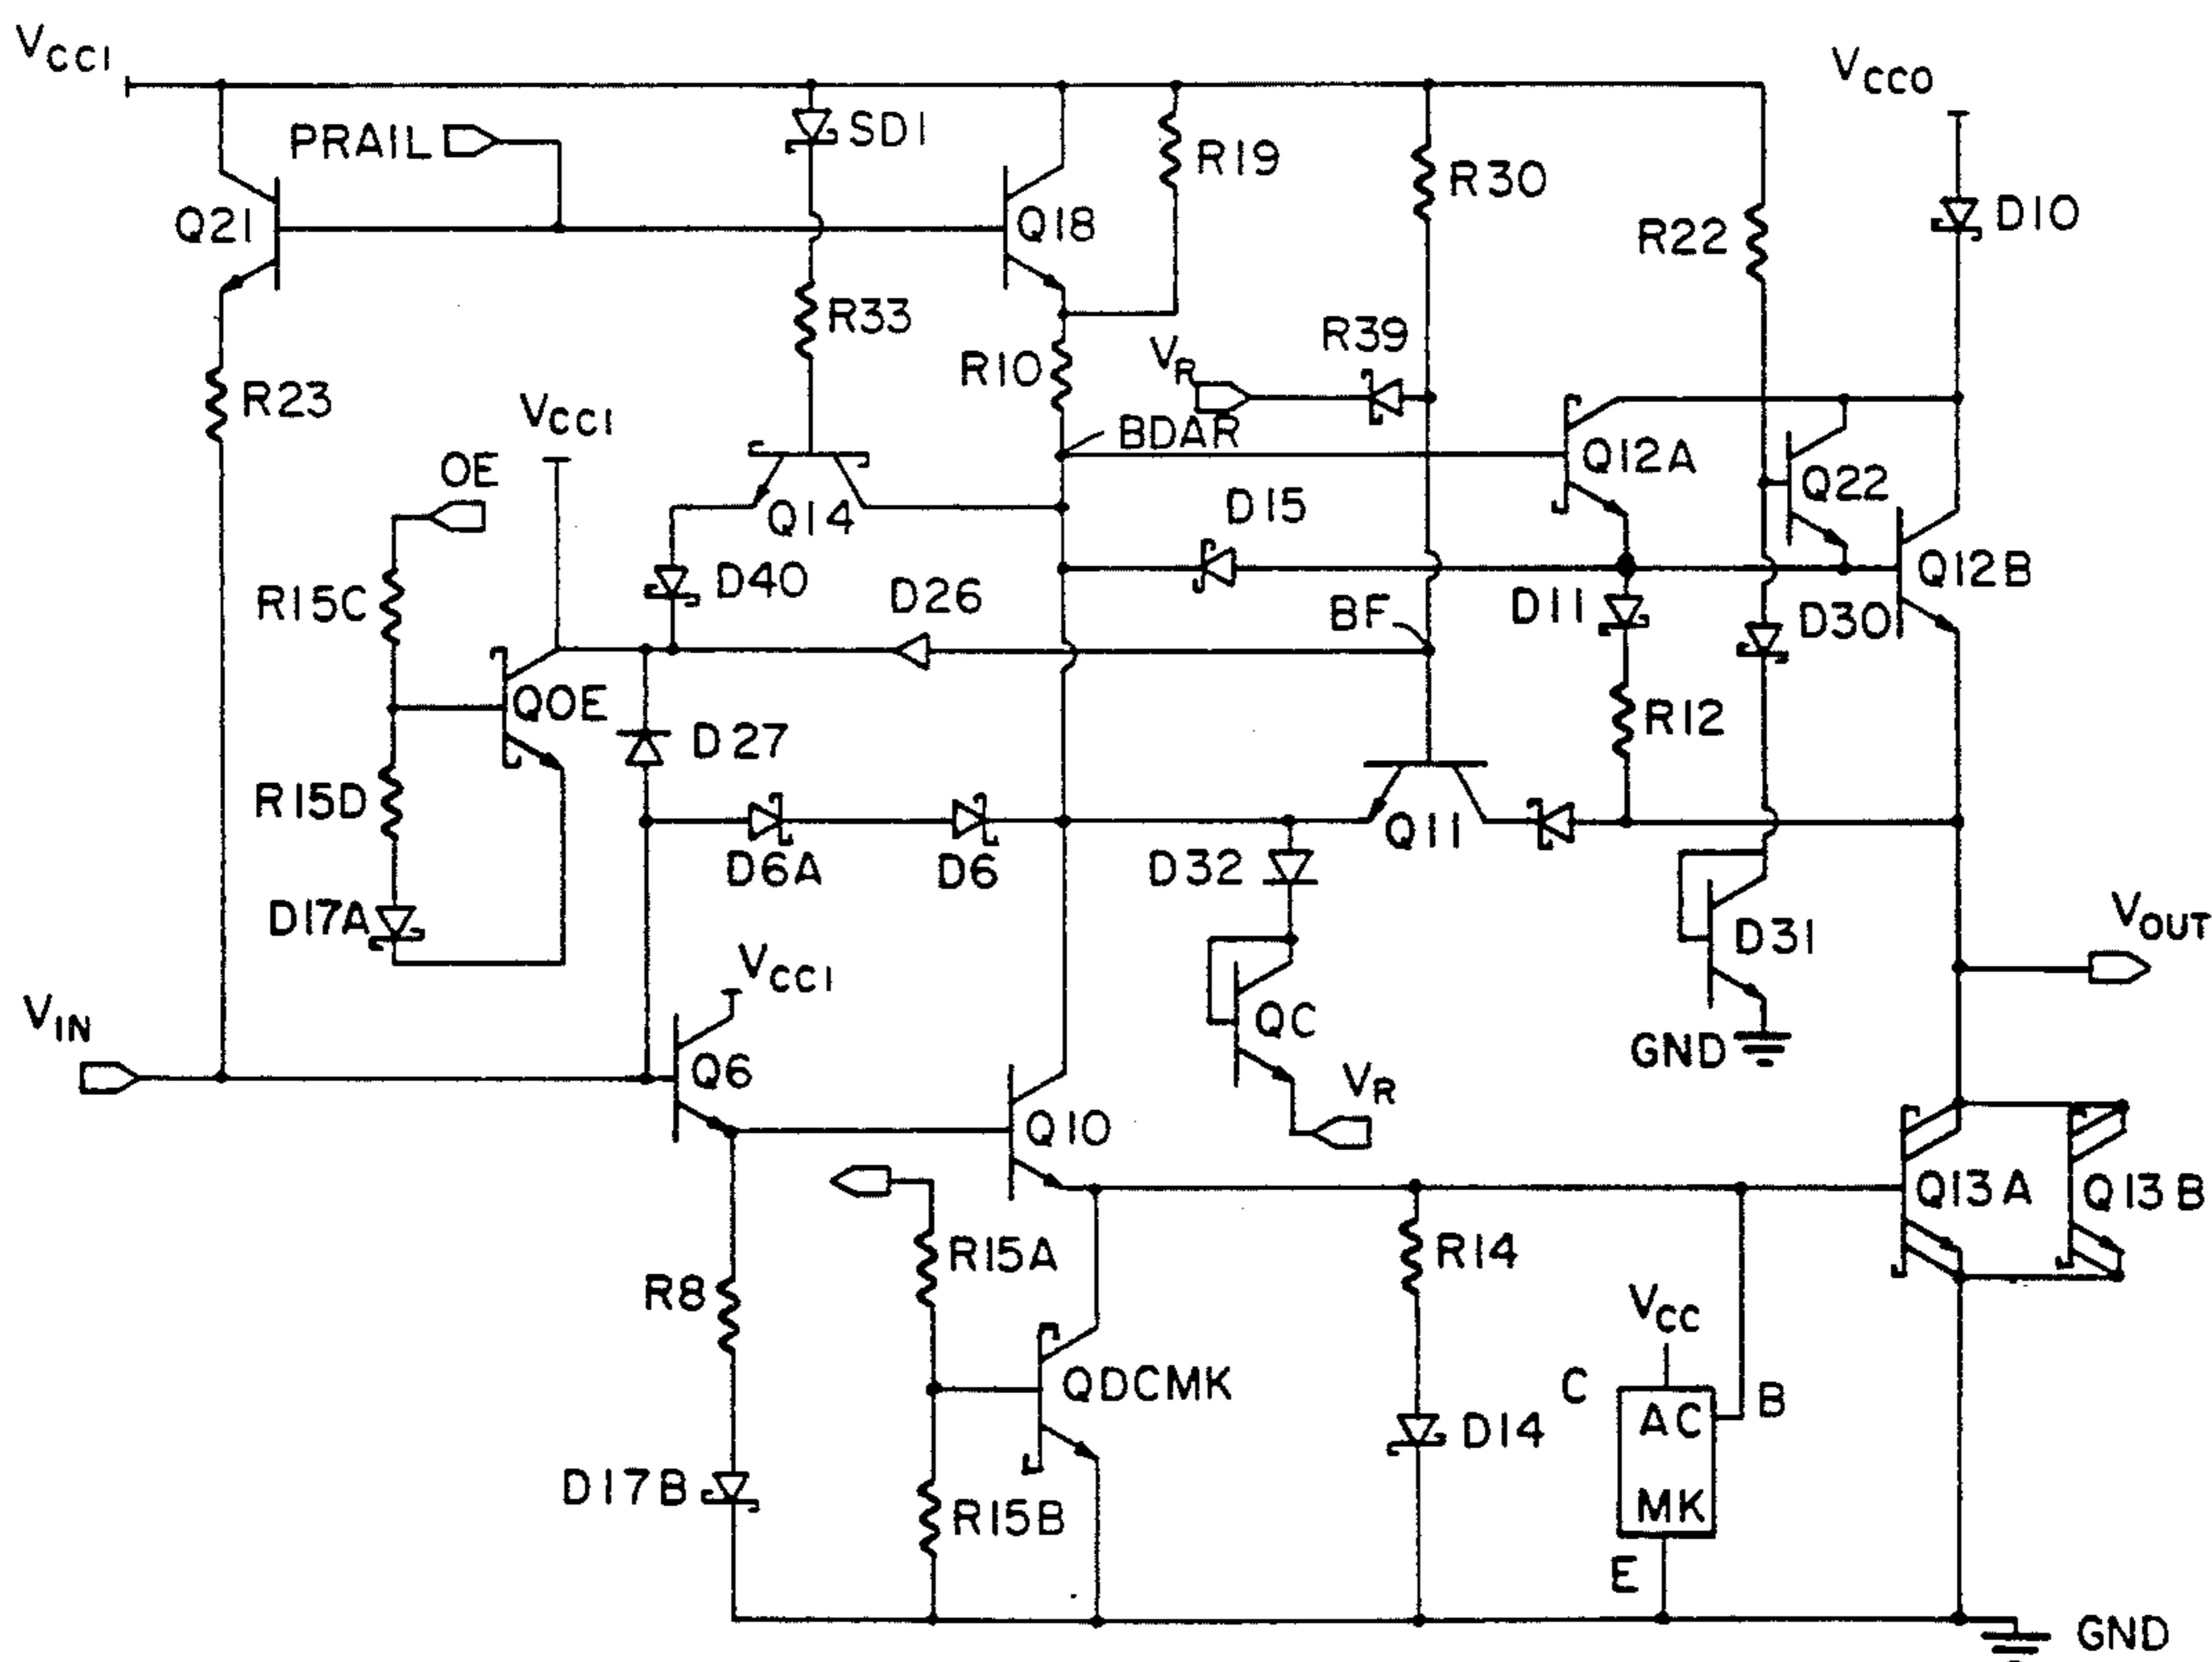 VCCI
VCCO
PRAIL
SD1
R19
R30
D10
Q21
Q18
R22
R33
VR
R39
R10
R23
VCCI
BDAR
Q12A
OE
Q14
D15
Q22
Q12B
R15C
D40
D26
BF
D11
D30
QOE
R12
D27
R15D
Q11
D6A
D6
D32
D17A
D31
VOUT
VCCI
QC
VIN
GND
Q6
VR
Q10
Q13A
Q13B
R15A
R14
R8
VCC
QDCMK
C
AC
B
D14
D17B
MK
R15B
E
GND